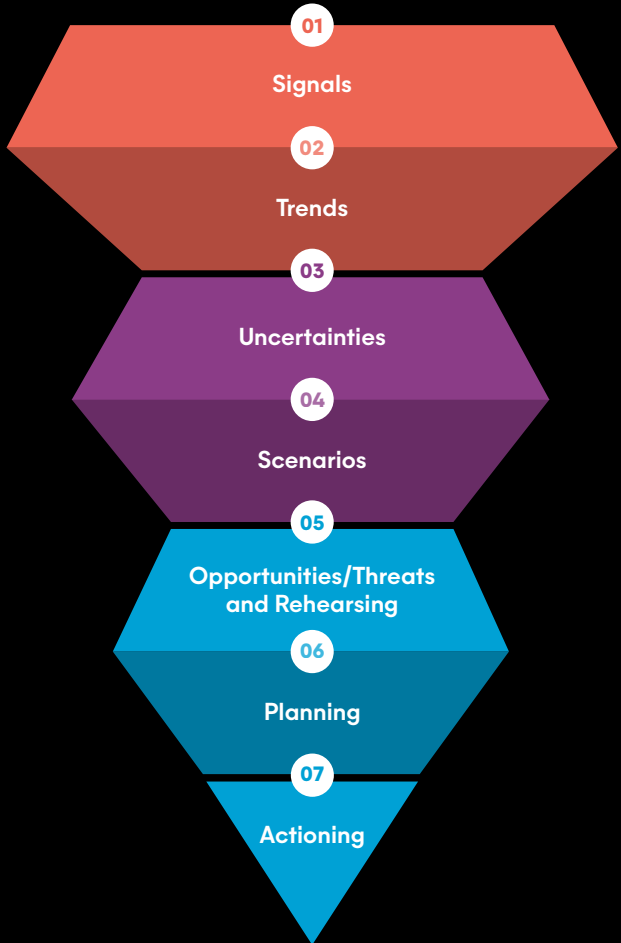 01
Signals
02
Trends
03
Uncertainties
04
Scenarios
05
Opportunities/Threats
and Rehearsing
06
Planning
07
Actioning